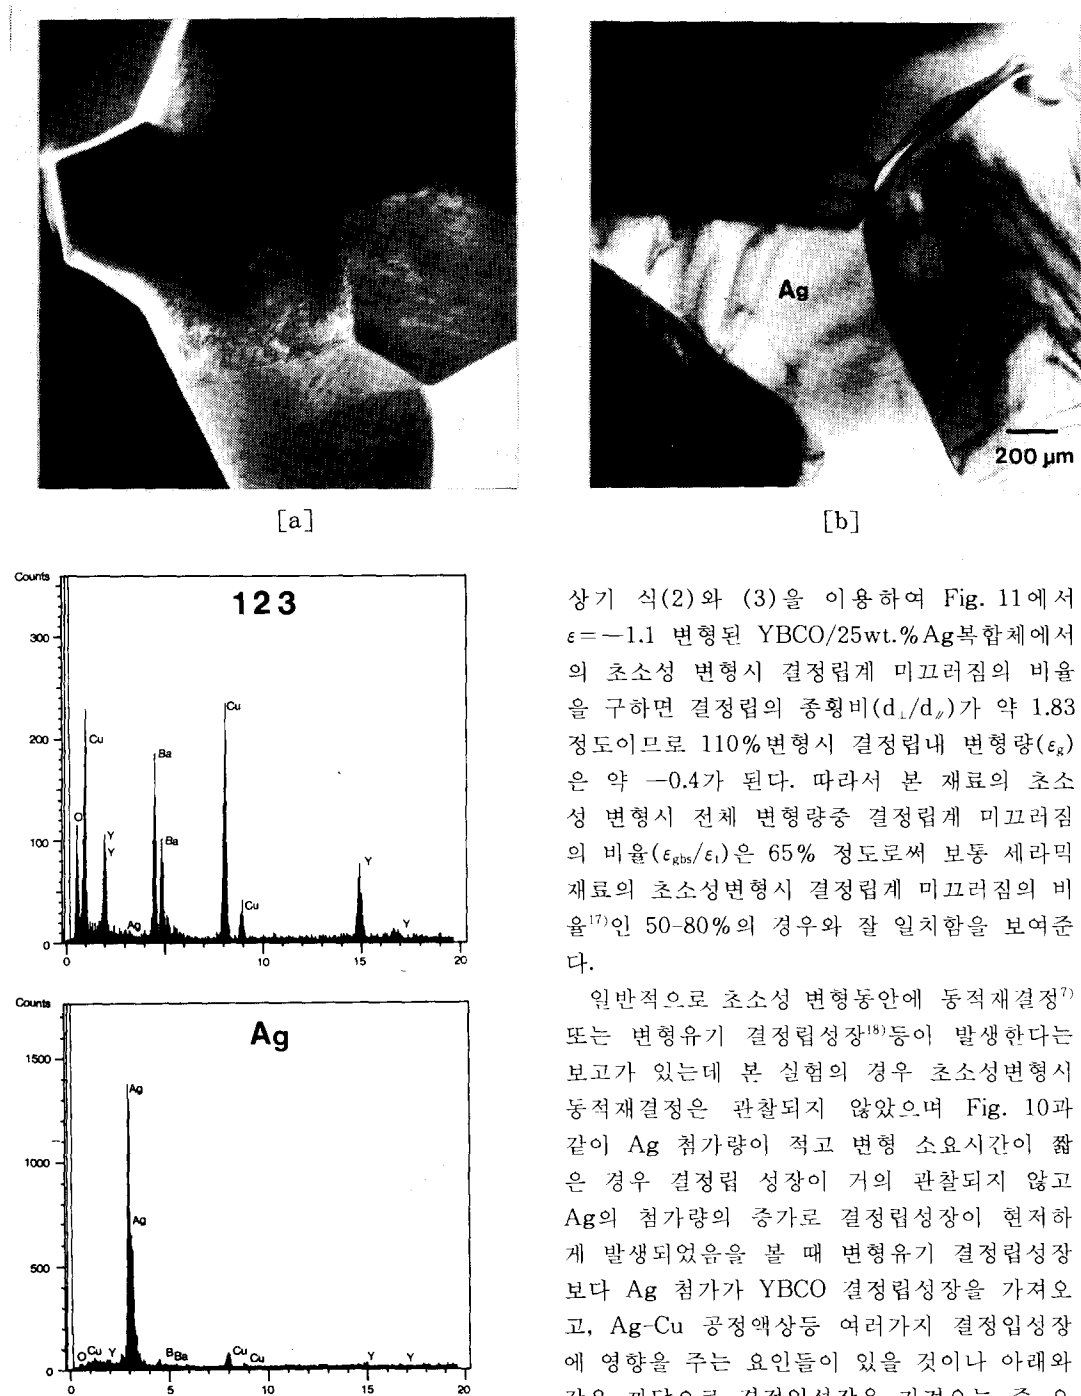 Ag
200 μm
[a]
[b]
Counts
123
300
200
100
0
O
Cu
Y
Y
Ag
Ba
Ba
Cu
Cu
Y
Y
0
5
10
15
20
Counts
Ag
1500
1000
500
0
Ag
Ag
O
Cu
Y
B
Ba
Cu
Cu
Y
Y
0
5
10
15
20
상기 식(2)와 (3)을 이용하여 Fig. 11에서
ε=−1.1 변형된 YBCO/25wt.%Ag복합체에서
의 초소성 변형시 결정립계 미끄러짐의 비율
을 구하면 결정립의 종횡비(d⊥/d∥)가 약 1.83
정도이므로 110%변형시 결정립내 변형량(εg)
은 약 −0.4가 된다. 따라서 본 재료의 초소
성 변형시 전체 변형량중 결정립계 미끄러짐
의 비율(εgbs/εt)은 65% 정도로써 보통 세라믹
재료의 초소성변형시 결정립계 미끄러짐의 비
율17)인 50-80%의 경우와 잘 일치함을 보여준
다.
일반적으로 초소성 변형동안에 동적재결정7)
또는 변형유기 결정립성장18)등이 발생한다는
보고가 있는데 본 실험의 경우 초소성변형시
동적재결정은 관찰되지 않았으며 Fig. 10과
같이 Ag 첨가량이 적고 변형 소요시간이 짧
은 경우 결정립 성장이 거의 관찰되지 않고
Ag의 첨가량의 증가로 결정립성장이 현저하
게 발생되었음을 볼 때 변형유기 결정립성장
보다 Ag 첨가가 YBCO 결정립성장을 가져오
고, Ag-Cu 공정액상등 여러가지 결정입성장
에 영향을 주는 요인들이 있을 것이나 아래와